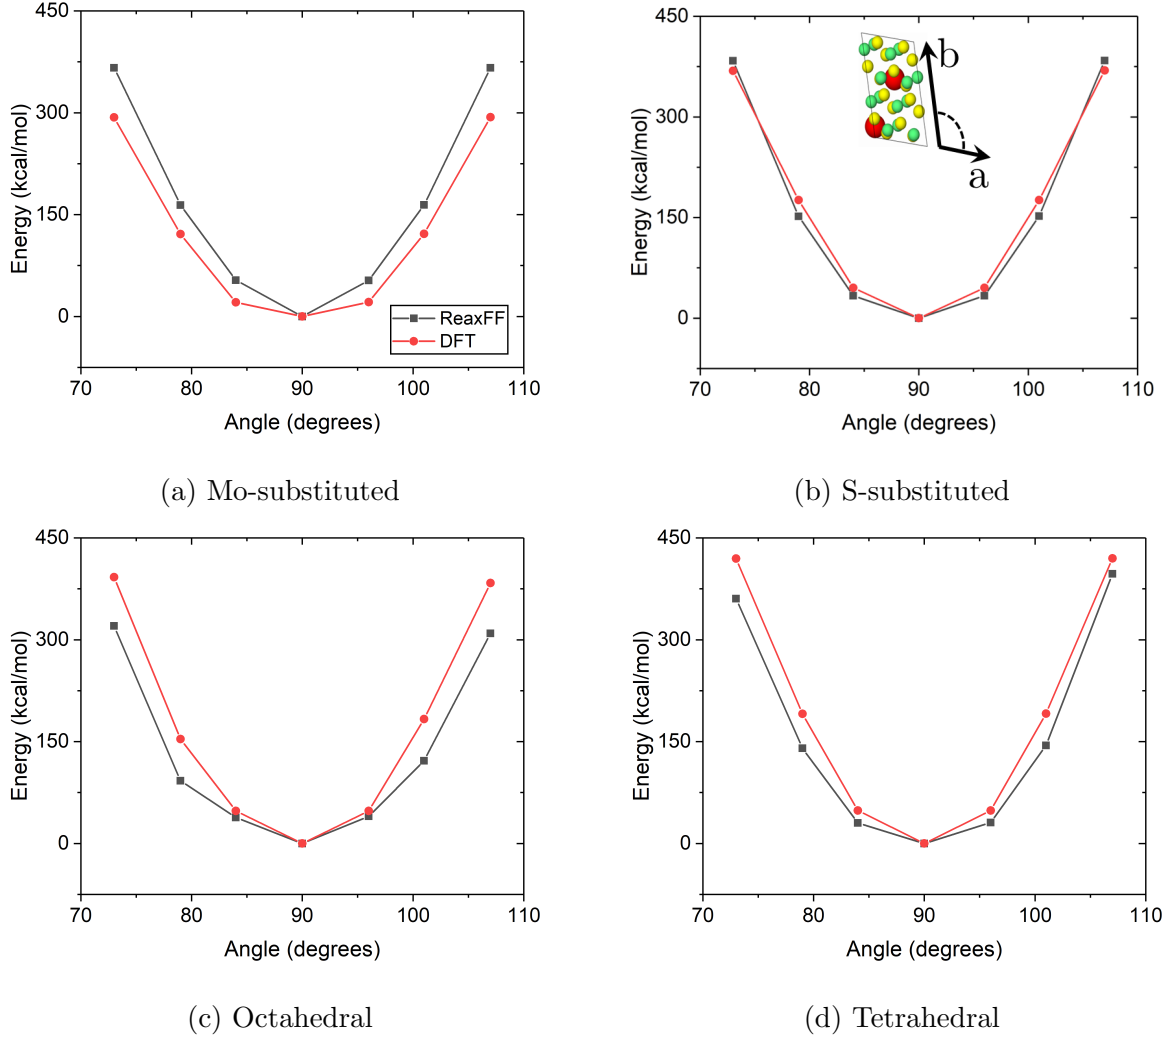 450
300
150
0
Energy (kcal/mol)
70 80 90 100 110
Angle (degrees)
ReaxFF
DFT
(a) Mo-substituted
450
300
150
0
Energy (kcal/mol)
b
a
70 80 90 100 110
Angle (degrees)
(b) S-substituted
450
300
150
0
Energy (kcal/mol)
70 80 90 100 110
Angle (degrees)
(c) Octahedral
450
300
150
0
Energy (kcal/mol)
70 80 90 100 110
Angle (degrees)
(d) Tetrahedral